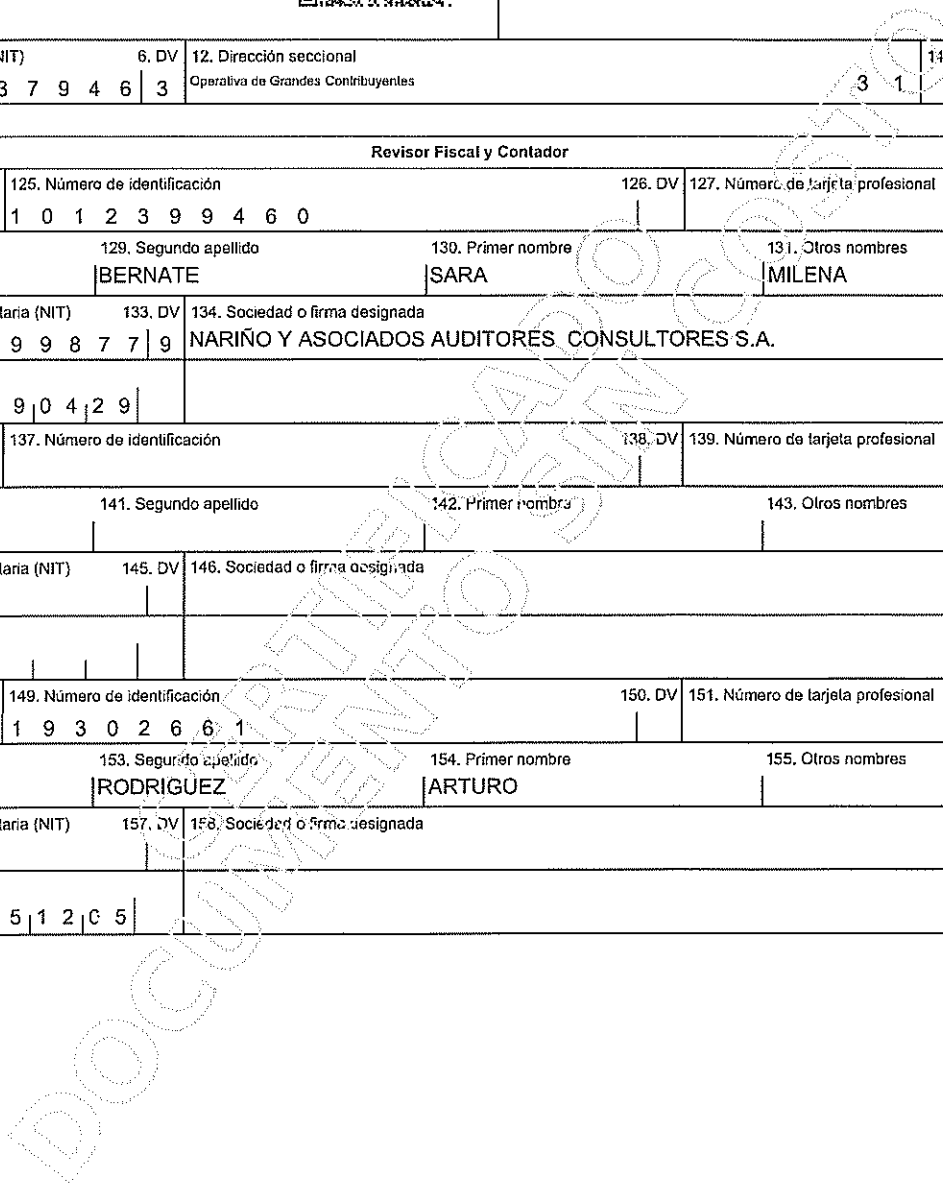 NIT) 6. DV 12. Dirección seccional 14
3 7 9 4 6 3 Operativa de Grandes Contribuyentes 3 1
Revisor Fiscal y Contador
125. Número de identificación 126. DV 127. Número de tarjeta profesional
1 0 1 2 3 9 9 4 6 0
129. Segundo apellido 130. Primer nombre 131. Otros nombres
BERNATE SARA MILENA
taria (NIT) 133. DV 134. Sociedad o firma designada
9 9 8 7 7 9 NARIÑO Y ASOCIADOS AUDITORES CONSULTORES S.A.
9 0 4 2 9
137. Número de identificación 138. DV 139. Número de tarjeta profesional
141. Segundo apellido 142. Primer nombre 143. Otros nombres
taria (NIT) 145. DV 146. Sociedad o firma designada
149. Número de identificación 150. DV 151. Número de tarjeta profesional
1 9 3 0 2 6 6 1
153. Segundo apellido 154. Primer nombre 155. Otros nombres
RODRIGUEZ ARTURO
taria (NIT) 157. DV 158. Sociedad o firma designada
5 1 2 0 5
CERTIFICADO
DOCUMENTO SIN COSTO